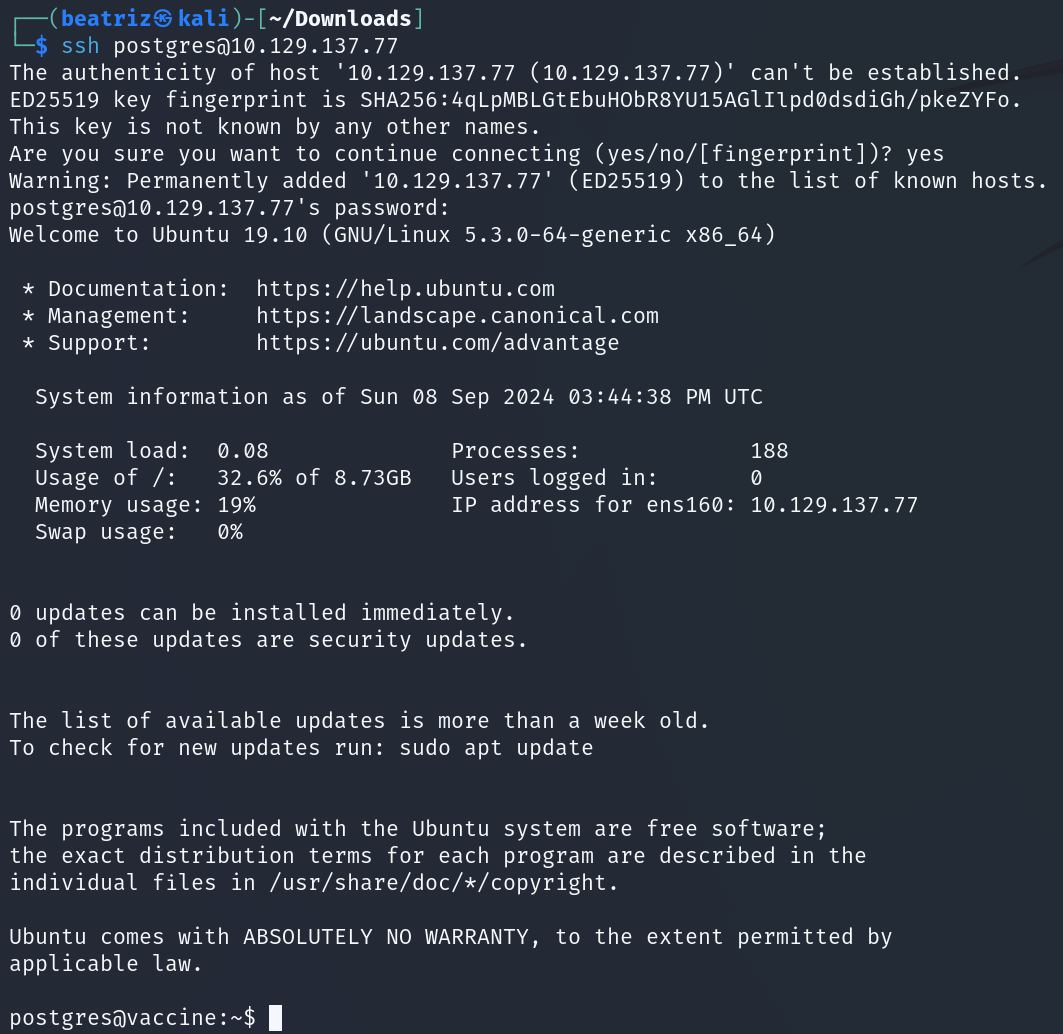 ┌──(beatriz㉿kali)-[~/Downloads]
└─$ ssh postgres@10.129.137.77
The authenticity of host '10.129.137.77 (10.129.137.77)' can't be established.
ED25519 key fingerprint is SHA256:4qLpMBLGtEbuHObR8YU15AGlIlpd0dsdiGh/pkeZYFo.
This key is not known by any other names.
Are you sure you want to continue connecting (yes/no/[fingerprint])? yes
Warning: Permanently added '10.129.137.77' (ED25519) to the list of known hosts.
postgres@10.129.137.77's password:
Welcome to Ubuntu 19.10 (GNU/Linux 5.3.0-64-generic x86_64)

 * Documentation:  https://help.ubuntu.com
 * Management:     https://landscape.canonical.com
 * Support:        https://ubuntu.com/advantage

  System information as of Sun 08 Sep 2024 03:44:38 PM UTC

  System load:  0.08              Processes:             188
  Usage of /:   32.6% of 8.73GB   Users logged in:       0
  Memory usage: 19%               IP address for ens160: 10.129.137.77
  Swap usage:   0%


0 updates can be installed immediately.
0 of these updates are security updates.


The list of available updates is more than a week old.
To check for new updates run: sudo apt update


The programs included with the Ubuntu system are free software;
the exact distribution terms for each program are described in the
individual files in /usr/share/doc/*/copyright.

Ubuntu comes with ABSOLUTELY NO WARRANTY, to the extent permitted by
applicable law.

postgres@vaccine:~$